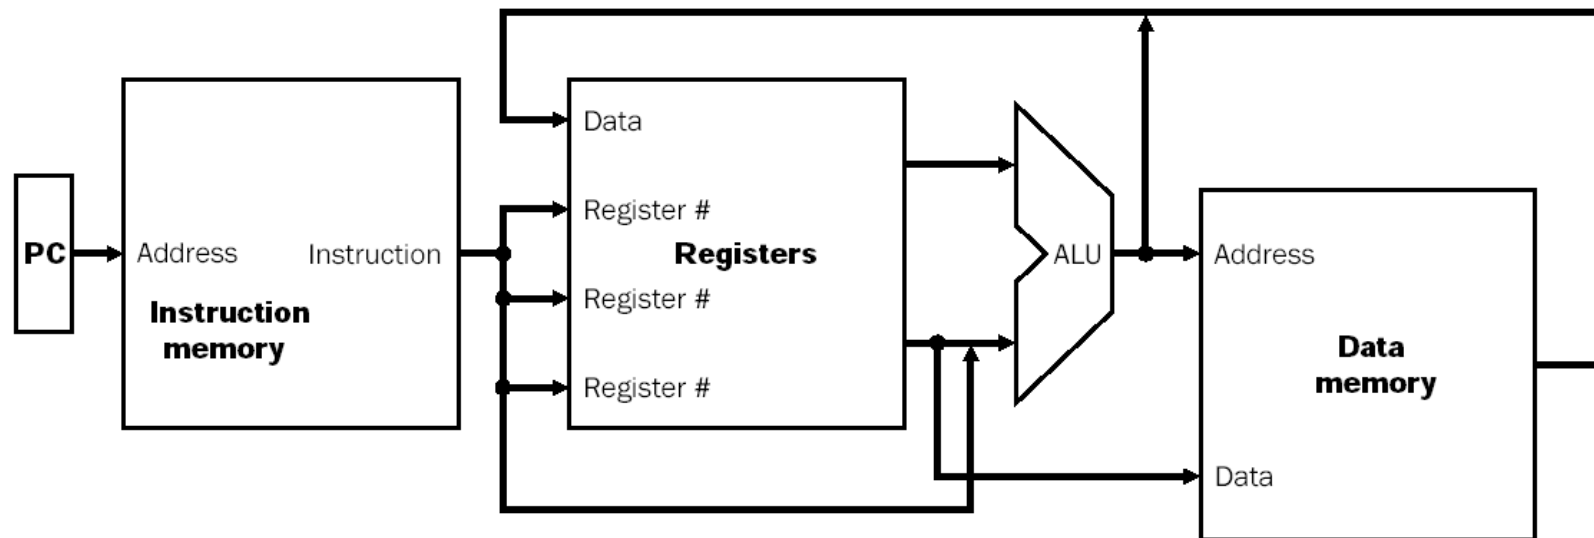 PC
Address
Instruction
Instruction
memory
Data
Register #
Registers
Register #
Register #
ALU
Address
Data
memory
Data